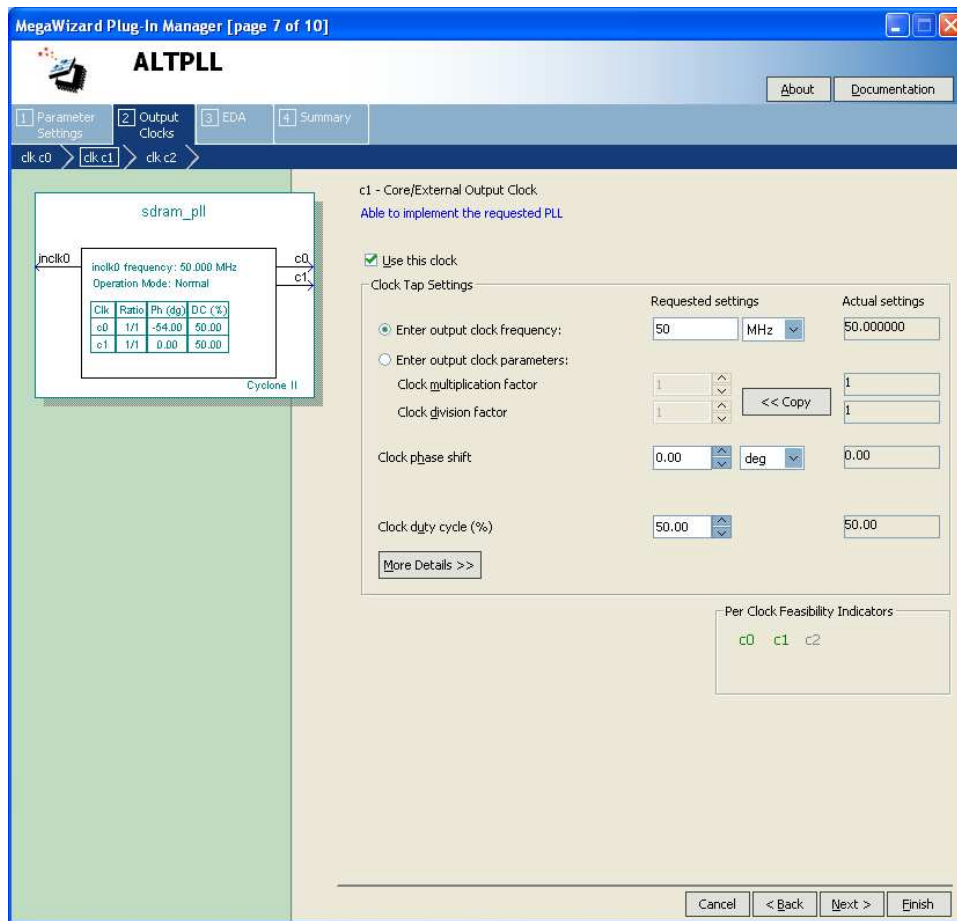 MegaWizard Plug-In Manager [page 7 of 10]
ALTPLL
About
Documentation
1 Parameter Settings
2 Output Clocks
3 EDA
4 Summary
clk c0
clk c1
clk c2
sdram_pll
inclk0
c0
c1
inclk0 frequency: 50.000 MHz
Operation Mode: Normal
Clk Ratio Ph (dg) DC (%)
c0 1/1 -54.00 50.00
c1 1/1 0.00 50.00
Cyclone II
c1 - Core/External Output Clock
Able to implement the requested PLL
Use this clock
Clock Tap Settings
Requested settings Actual settings
Enter output clock frequency: 50 MHz 50.000000
Enter output clock parameters:
Clock multiplication factor 1 1
<< Copy
Clock division factor 1 1
Clock phase shift 0.00 deg 0.00
Clock duty cycle (%) 50.00 50.00
More Details >>
Per Clock Feasibility Indicators
c0 c1 c2
Cancel
< Back
Next >
Finish